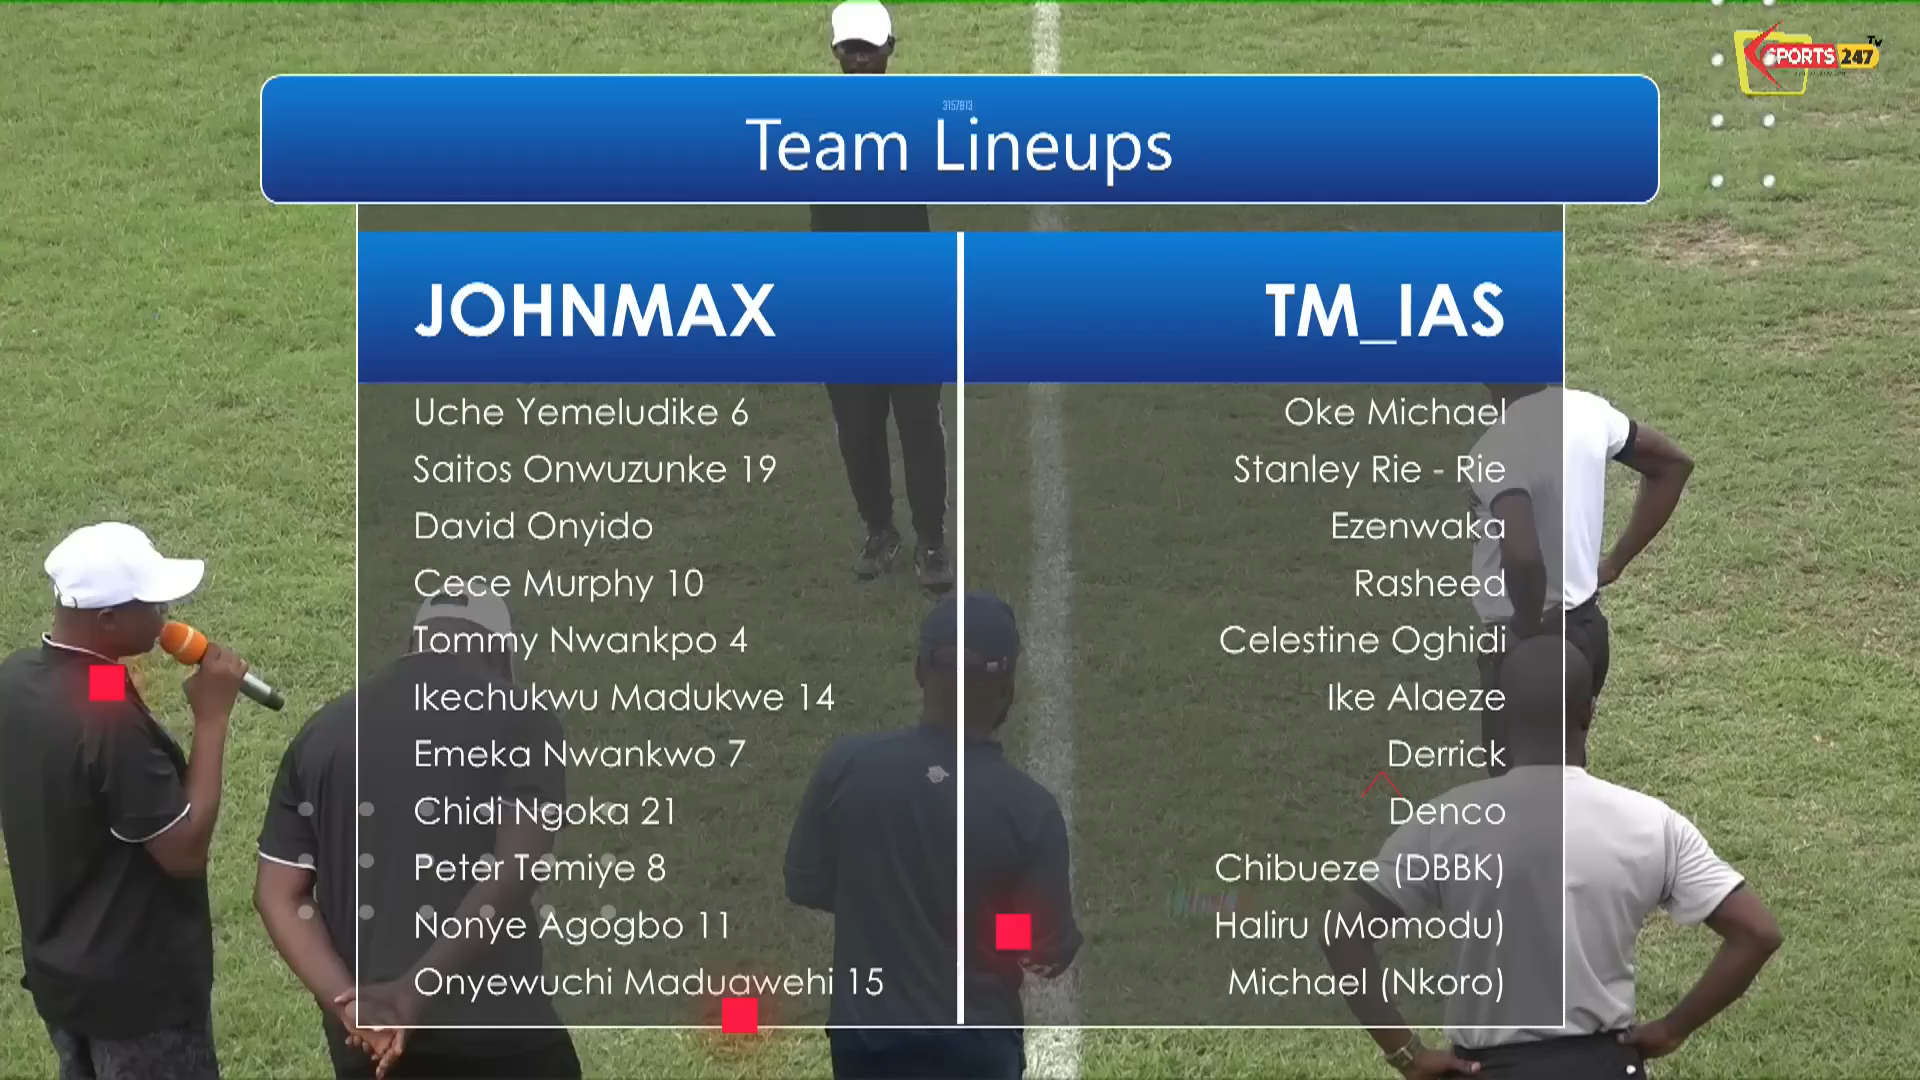 SPORTS 247 Tv
3157813
Team Lineups
JOHNMAX
TM_IAS
Uche Yemeludike 6
Oke Michael
Saitos Onwuzunke 19
Stanley Rie - Rie
David Onyido
Ezenwaka
Cece Murphy 10
Rasheed
Tommy Nwankpo 4
Celestine Oghidi
Ikechukwu Madukwe 14
Ike Alaeze
Emeka Nwankwo 7
Derrick
Chidi Ngoka 21
Denco
Peter Temiye 8
Chibueze (DBBK)
Nonye Agogbo 11
Haliru (Momodu)
Onyewuchi Maduawehi 15
Michael (Nkoro)